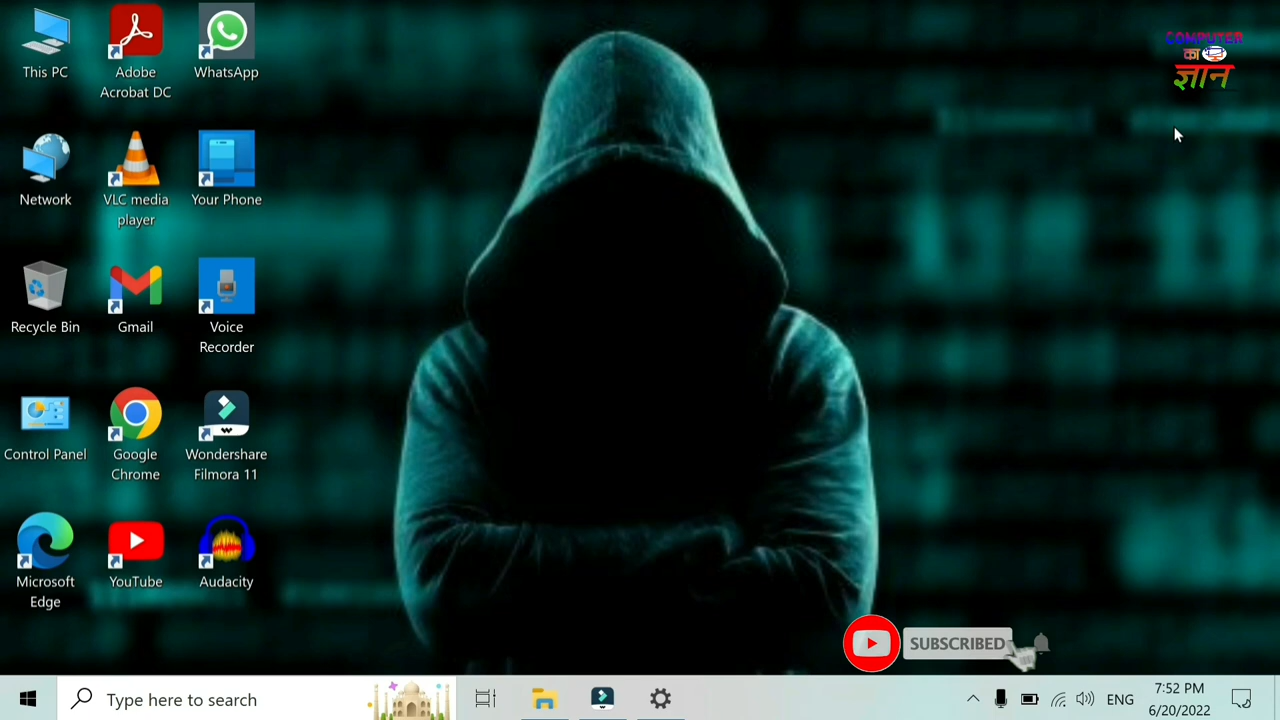 This PC
Adobe
Acrobat DC
WhatsApp
COMPUTER
का
ज्ञान
Network
VLC media
player
Your Phone
Recycle Bin
Gmail
Voice
Recorder
Control Panel
Google
Chrome
Wondershare
Filmora 11
Microsoft
Edge
YouTube
Audacity
SUBSCRIBED
Type here to search
ENG
7:52 PM
6/20/2022